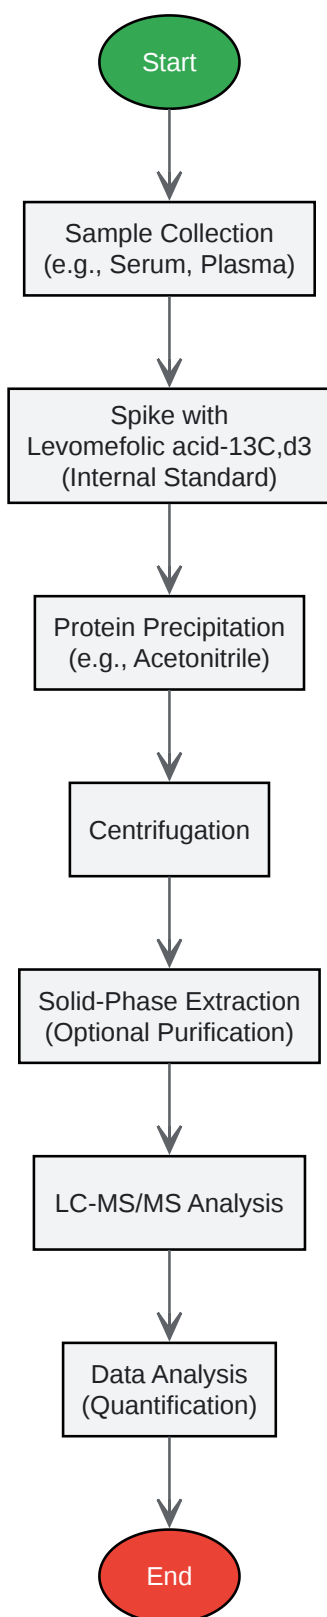 Start
Sample Collection
(e.g., Serum, Plasma)
Spike with
Levomefolic acid-13C,d3
(Internal Standard)
Protein Precipitation
(e.g., Acetonitrile)
Centrifugation
Solid-Phase Extraction
(Optional Purification)
LC-MS/MS Analysis
Data Analysis
(Quantification)
End